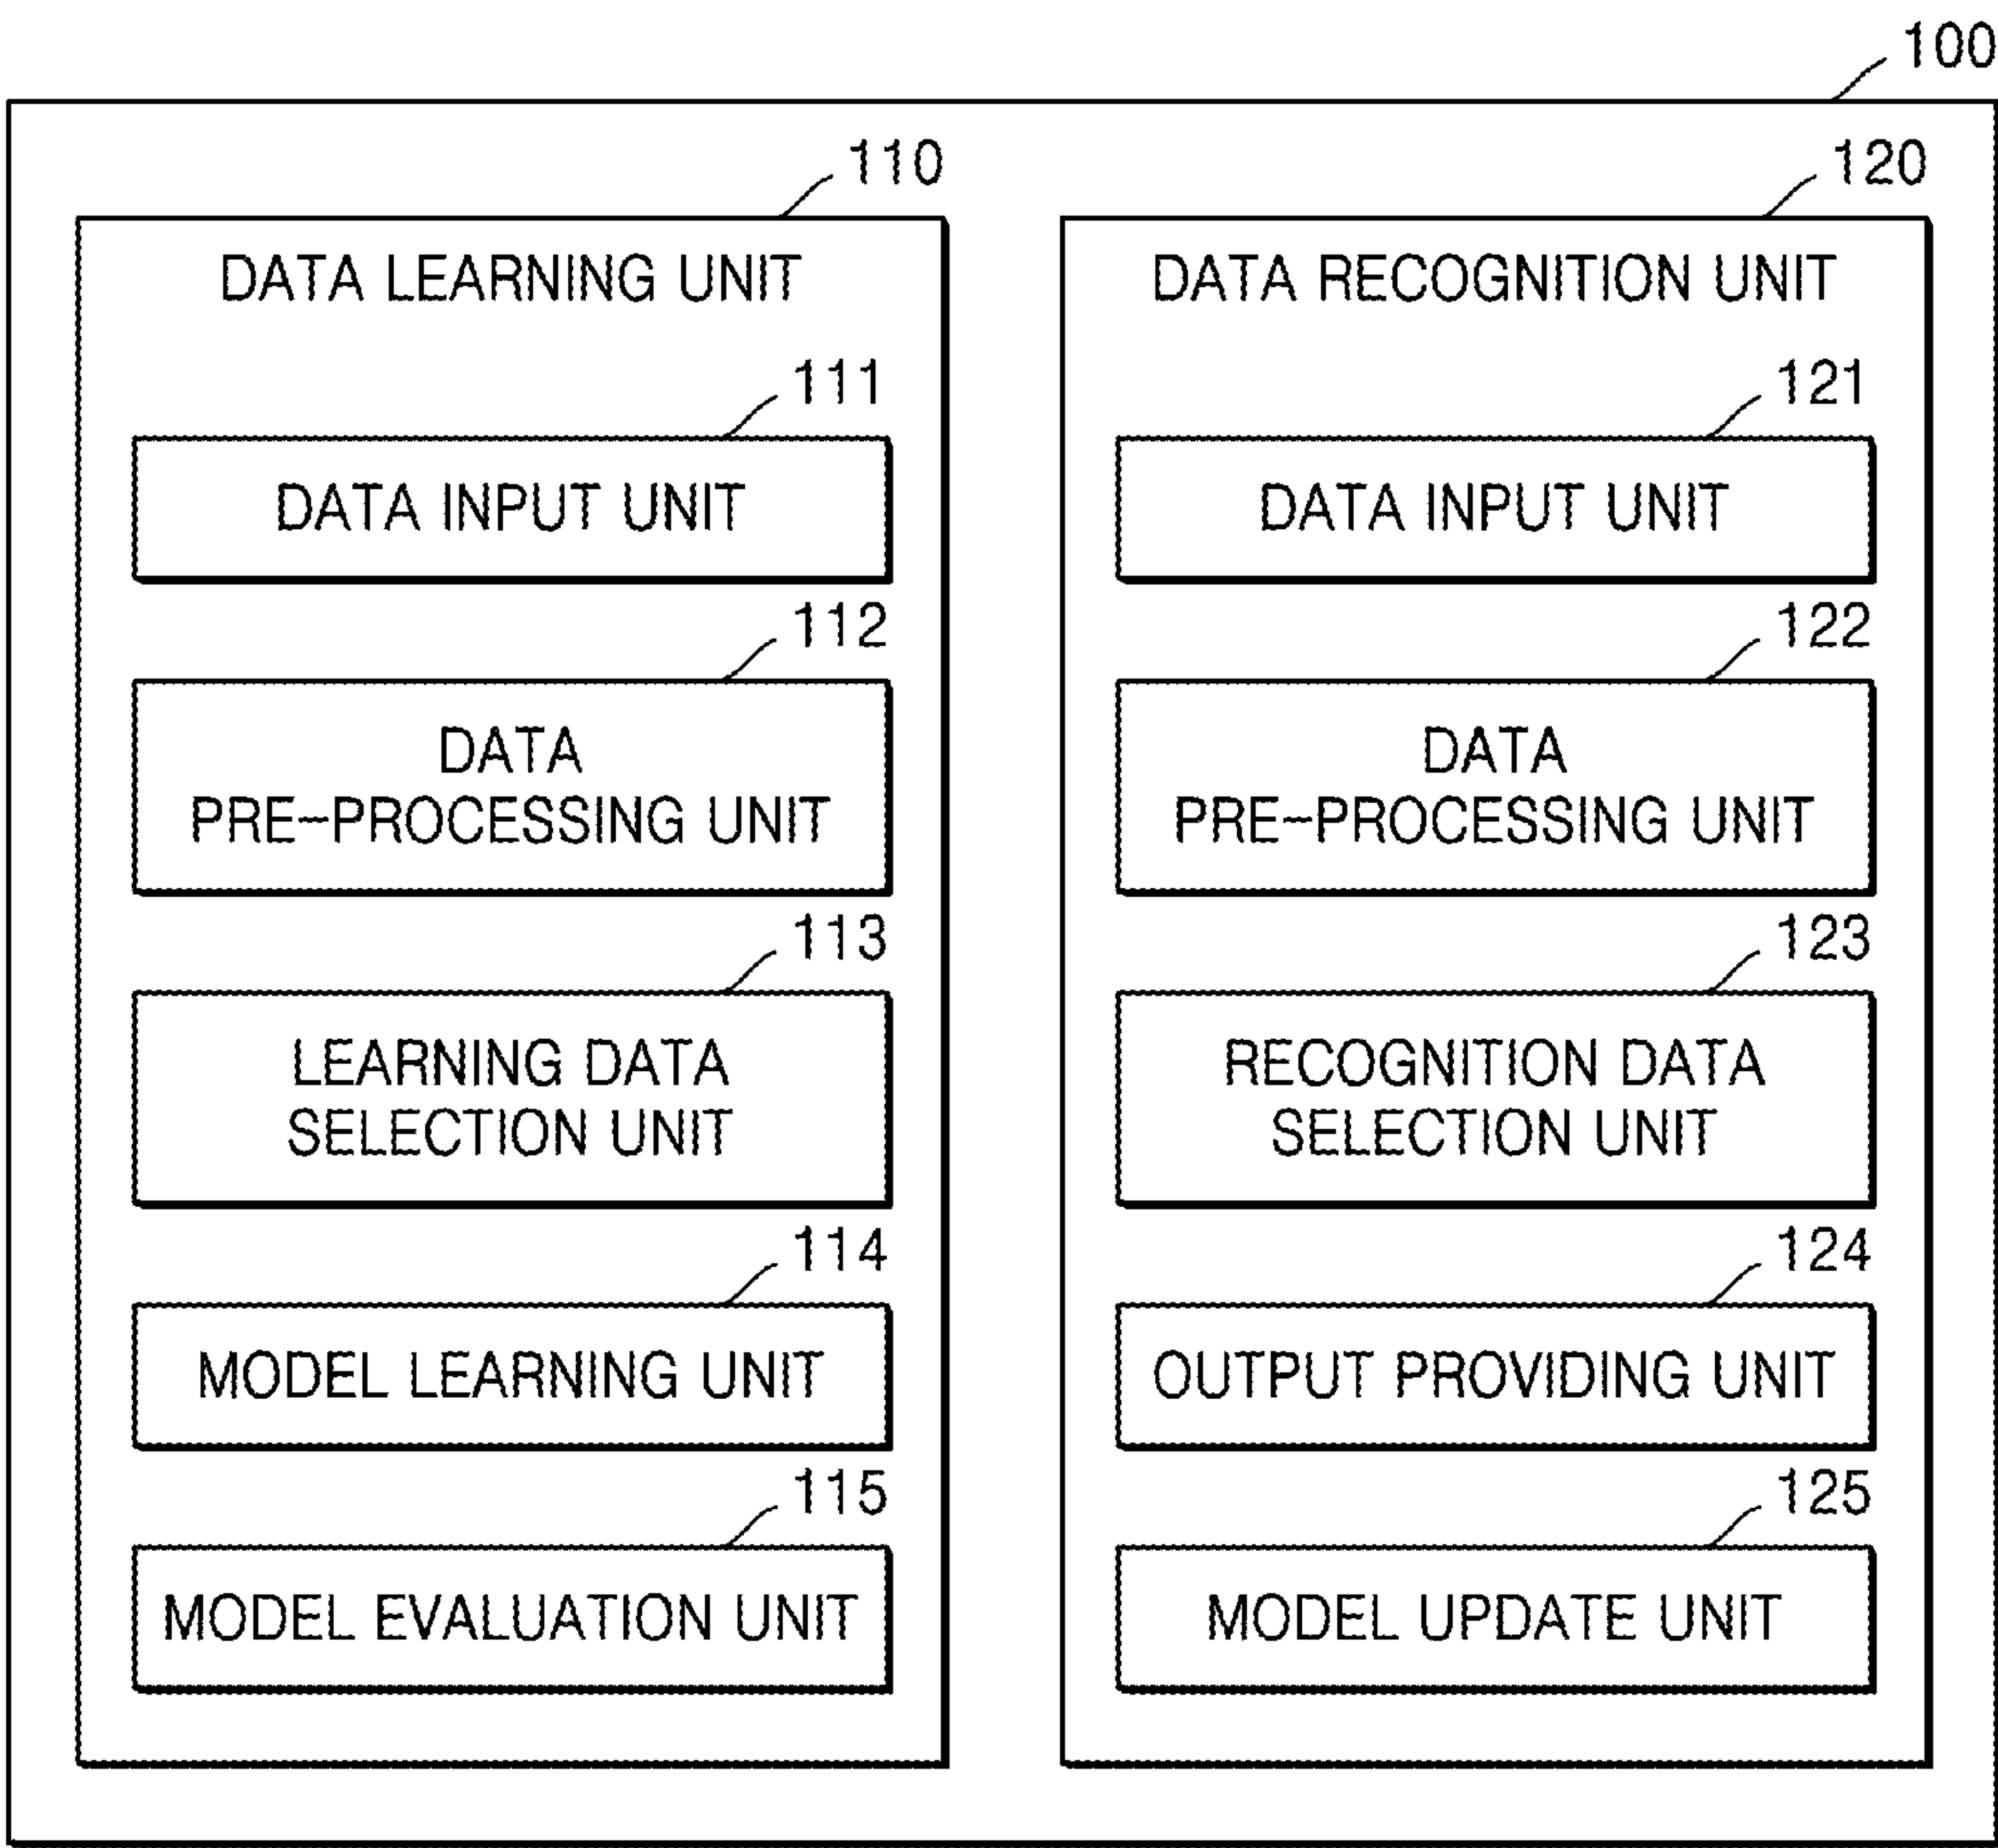 100
110
DATA LEARNING UNIT
111
DATA INPUT UNIT
112
DATA
PRE-PROCESSING UNIT
113
LEARNING DATA
SELECTION UNIT
114
MODEL LEARNING UNIT
115
MODEL EVALUATION UNIT
120
DATA RECOGNITION UNIT
121
DATA INPUT UNIT
122
DATA
PRE-PROCESSING UNIT
123
RECOGNITION DATA
SELECTION UNIT
124
OUTPUT PROVIDING UNIT
125
MODEL UPDATE UNIT